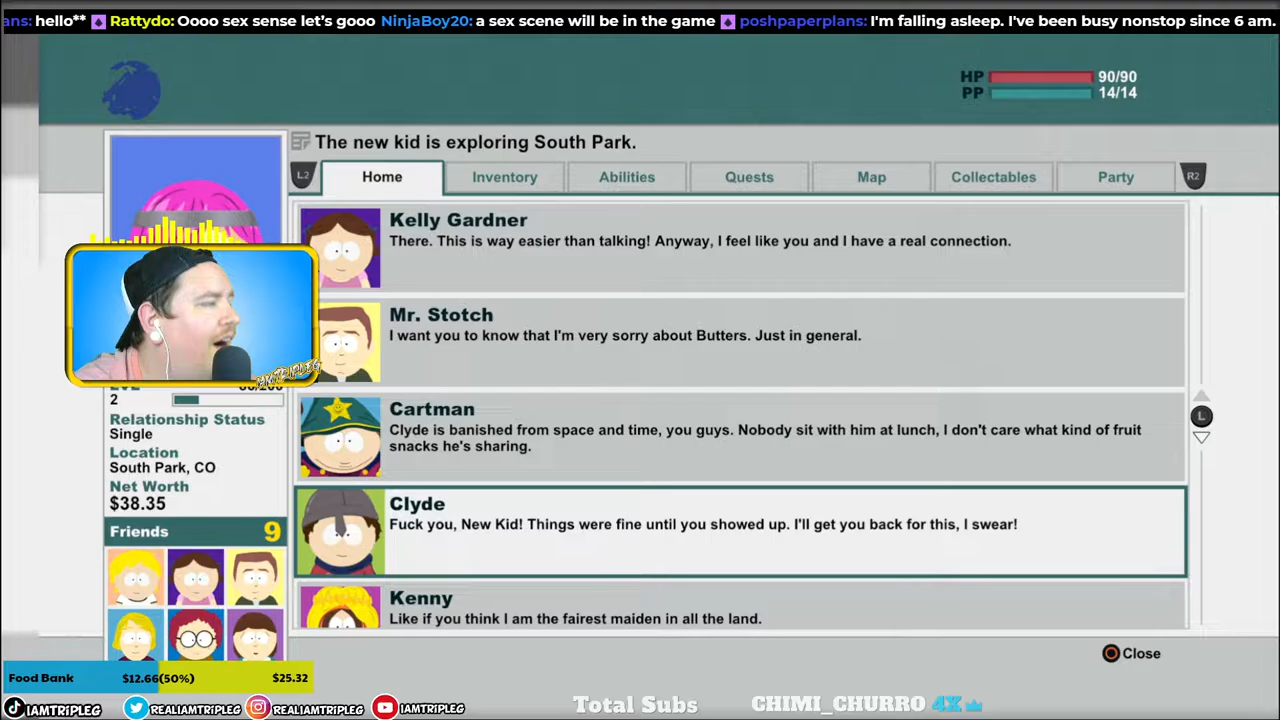 ans: hello** Rattydo: Oooo sex sense let's gooo NinjaBoy20: a sex scene will be in the game poshpaperplans: I'm falling asleep. I've been busy nonstop since 6 am.
HP 90/90
PP 14/14
The new kid is exploring South Park.
L2 Home Inventory Abilities Quests Map Collectables Party R2
Kelly Gardner
There. This is way easier than talking! Anyway, I feel like you and I have a real connection.
Mr. Stotch
I want you to know that I'm very sorry about Butters. Just in general.
IAMTRIPLEG
2
Relationship Status
Single
Location
South Park, CO
Net Worth
$38.35
Friends 9
Cartman
Clyde is banished from space and time, you guys. Nobody sit with him at lunch, I don't care what kind of fruit
snacks he's sharing.
L
Clyde
Fuck you, New Kid! Things were fine until you showed up. I'll get you back for this, I swear!
Kenny
Like if you think I am the fairest maiden in all the land.
Close
Food Bank $12.66(50%) $25.32
IAMTRIPLEG REALIAMTRIPLEG REALIAMTRIPLEG IAMTRIPLEG
Total Subs CHIMI_CHURRO 4X